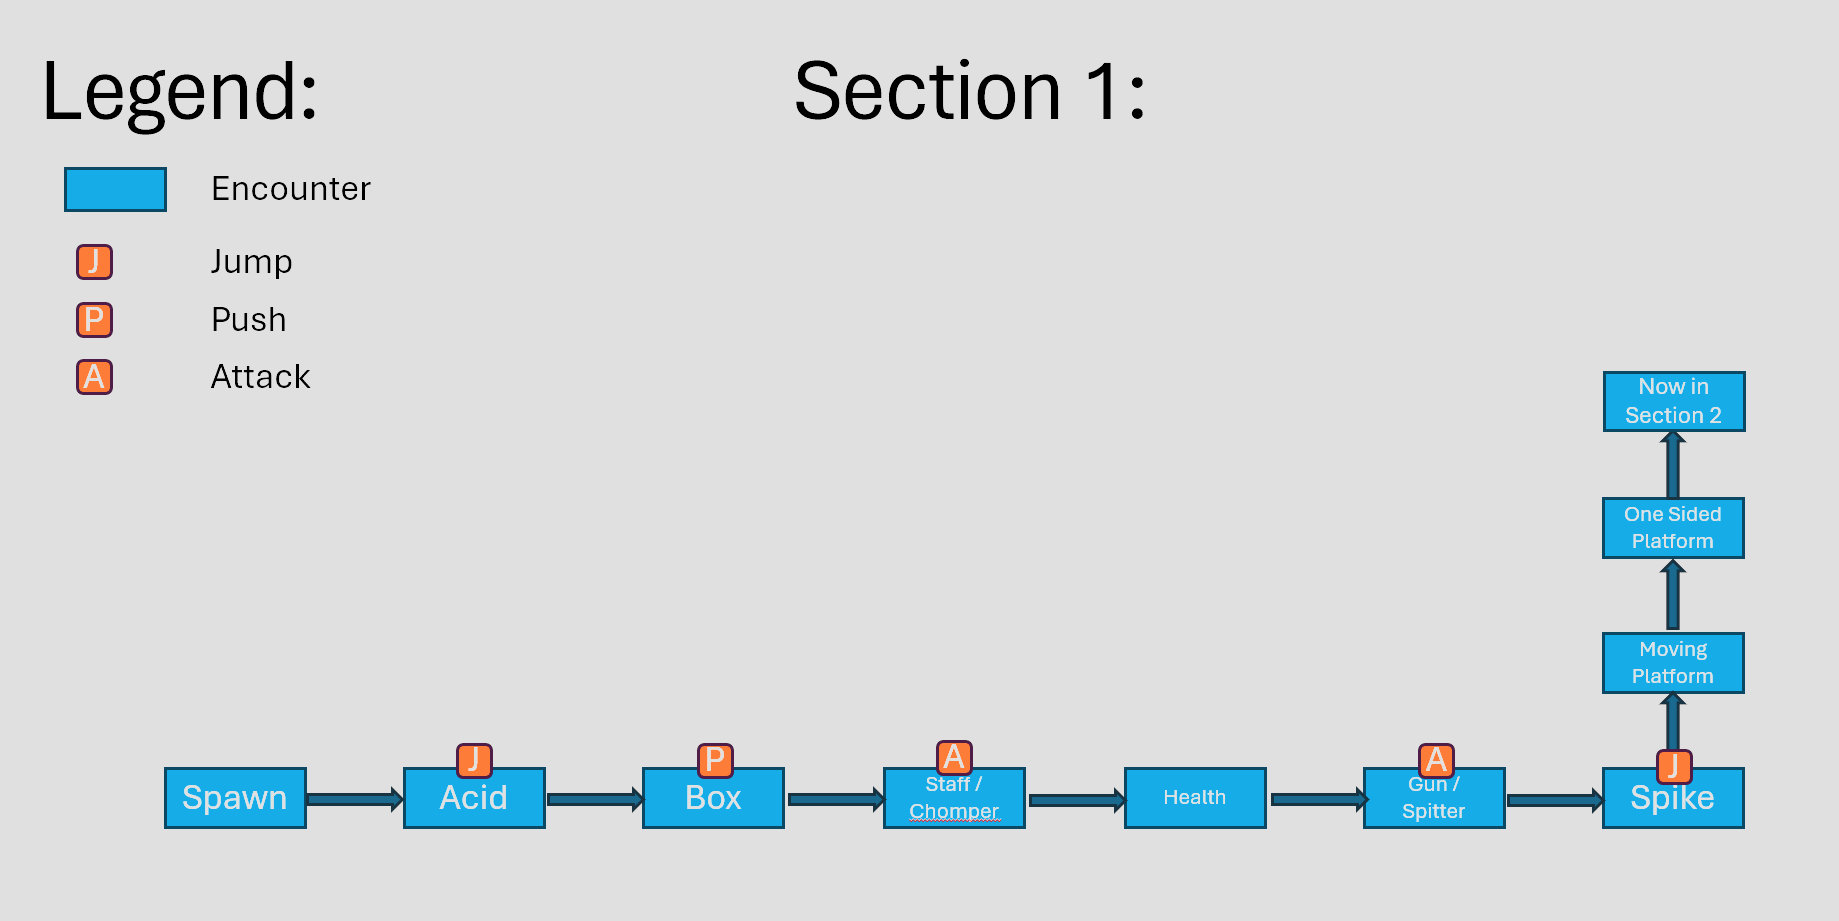 Legend:
Section 1:
Encounter
J
Jump
P
Push
A
Attack
Now in
Section 2
One Sided
Platform
Moving
Platform
J
P
A
A
J
Spawn
Acid
Box
Staff /
Chomper
Health
Gun /
Spitter
Spike